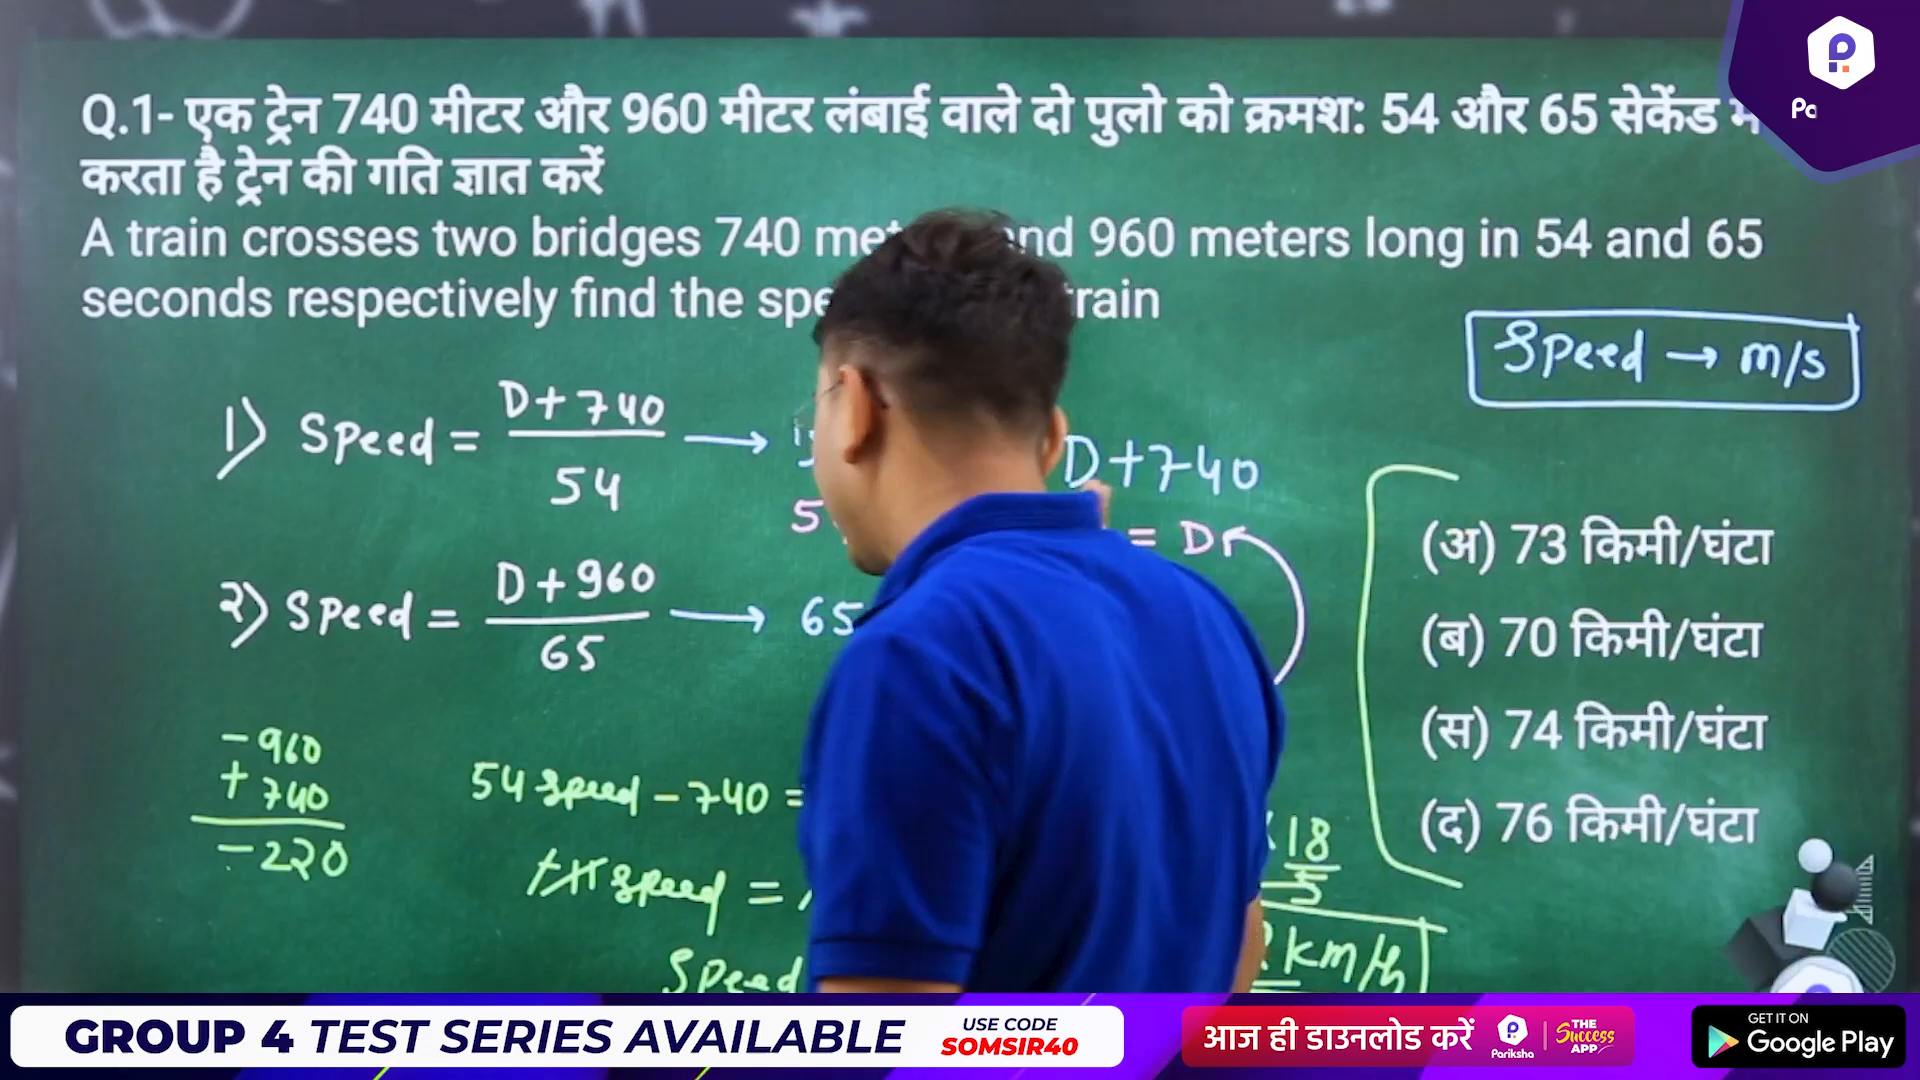 Q.1- एक ट्रेन 740 मीटर और 960 मीटर लंबाई वाले दो पुलो को क्रमश: 54 और 65 सेकेंड
करता है ट्रेन की गति ज्ञात करें
A train crosses two bridges 740 and 960 meters long in 54 and 65
seconds respectively find the train
Speed → m/s
1) Speed = D+740 / 54 →
D+740
= D
2) Speed = D+960 / 65 → 65
(अ) 73 किमी/घंटा
(ब) 70 किमी/घंटा
(स) 74 किमी/घंटा
(द) 76 किमी/घंटा
-960
+740
-220
54 speed - 740 =
speed =
Speed
18
5
km/h
GROUP 4 TEST SERIES AVAILABLE
USE CODE
SOMSIR40
आज ही डाउनलोड करें
Pariksha
THE
Success
APP
GET IT ON
Google Play